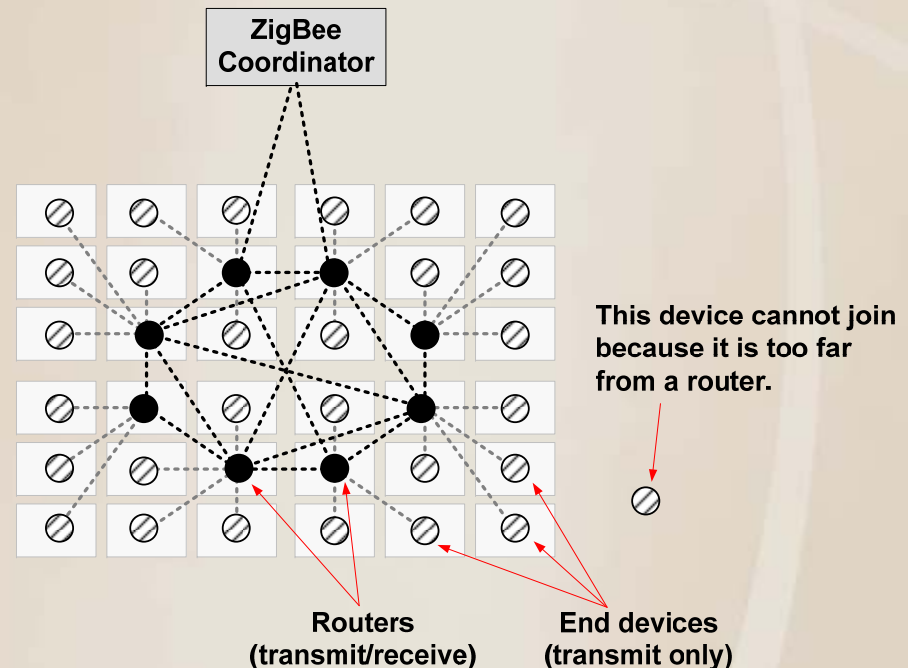 ZigBee
Coordinator
This device cannot join
because it is too far
from a router.
Routers
(transmit/receive)
End devices
(transmit only)